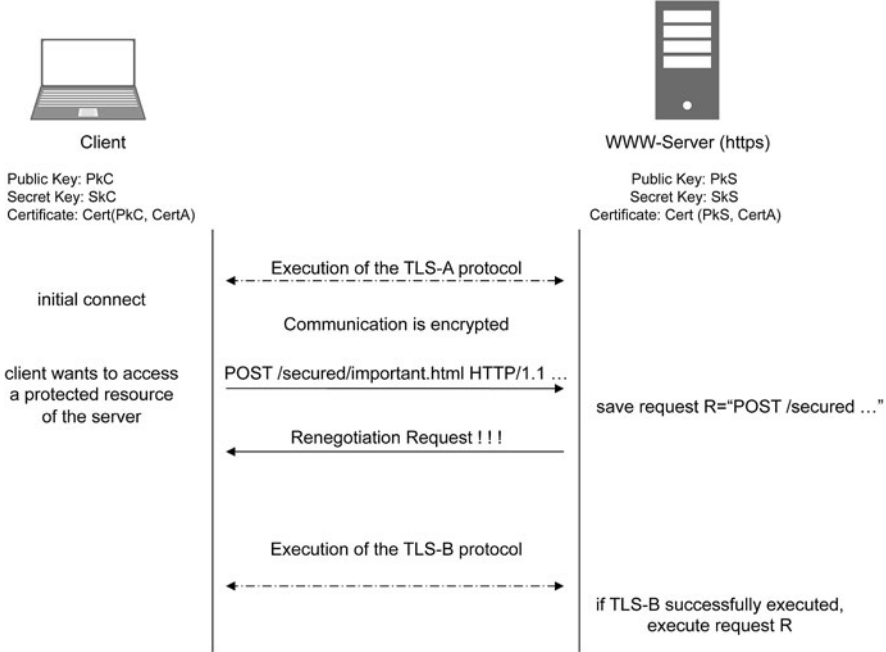 Client
WWW-Server (https)
Public Key: PkC
Secret Key: SkC
Certificate: Cert(PkC, CertA)
Public Key: PkS
Secret Key: SkS
Certificate: Cert (PkS, CertA)
Execution of the TLS-A protocol
initial connect
Communication is encrypted
client wants to access
a protected resource
of the server
POST /secured/important.html HTTP/1.1 ...
save request R=“POST /secured ...”
Renegotiation Request ! ! !
Execution of the TLS-B protocol
if TLS-B successfully executed,
execute request R